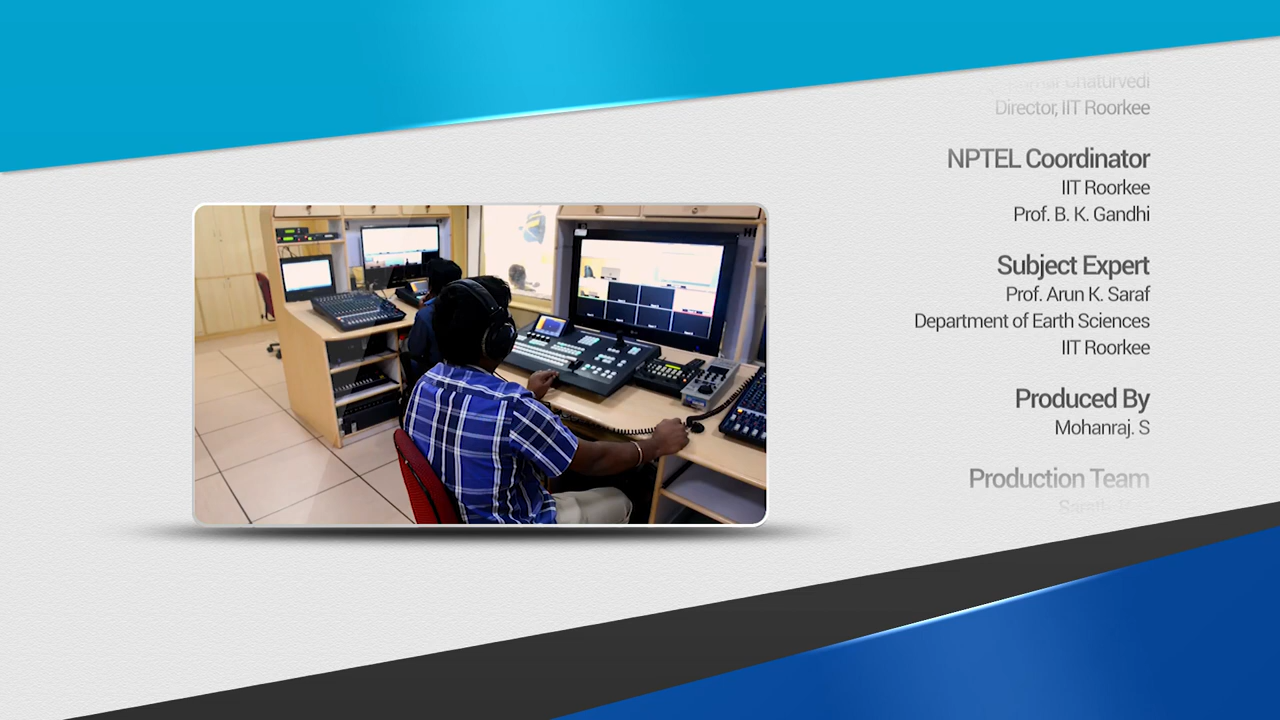 Chaturvedi
Director, IIT Roorkee
NPTEL Coordinator
IIT Roorkee
Prof. B. K. Gandhi
Subject Expert
Prof. Arun K. Saraf
Department of Earth Sciences
IIT Roorkee
Produced By
Mohanraj. S
Production Team